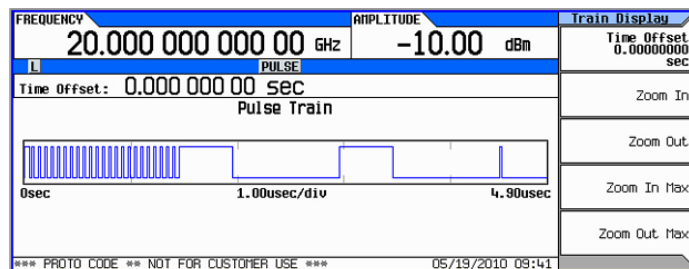 FREQUENCY AMPLITUDE Train Display
20.000 000 000 00 GHz -10.00 dBm
Time Offset
0.00000000
sec
L PULSE
Time Offset: 0.000 000 00 sec
Zoom In
Pulse Train
Zoom Out
0sec 1.00usec/div 4.90usec
Zoom In Max
Zoom Out Max
*** PROTO CODE ** NOT FOR CUSTOMER USE *** 05/19/2010 09:41